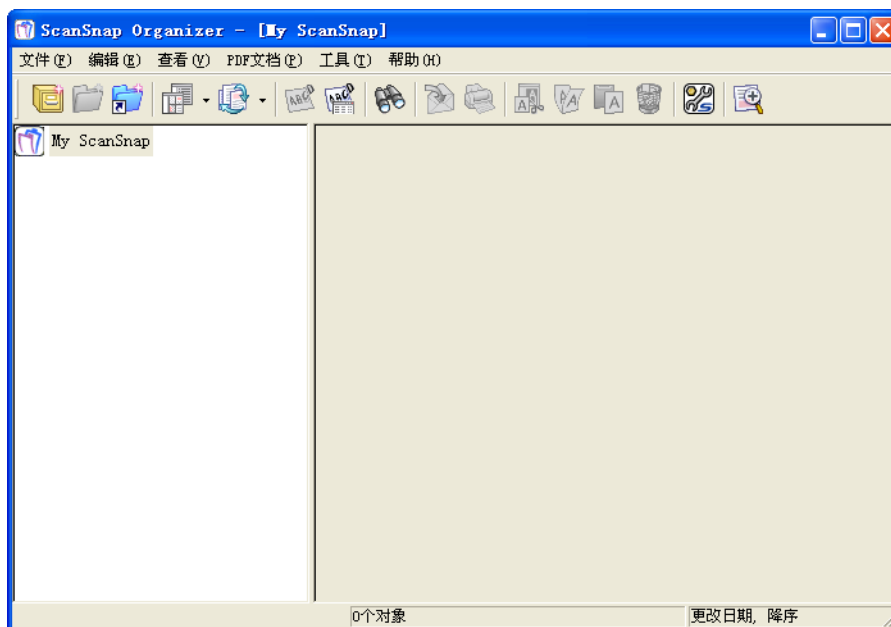 ScanSnap Organizer - [My ScanSnap]
文件(F) 编辑(E) 查看(V) PDF文档(P) 工具(T) 帮助(H)
My ScanSnap
0个对象 更改日期, 降序